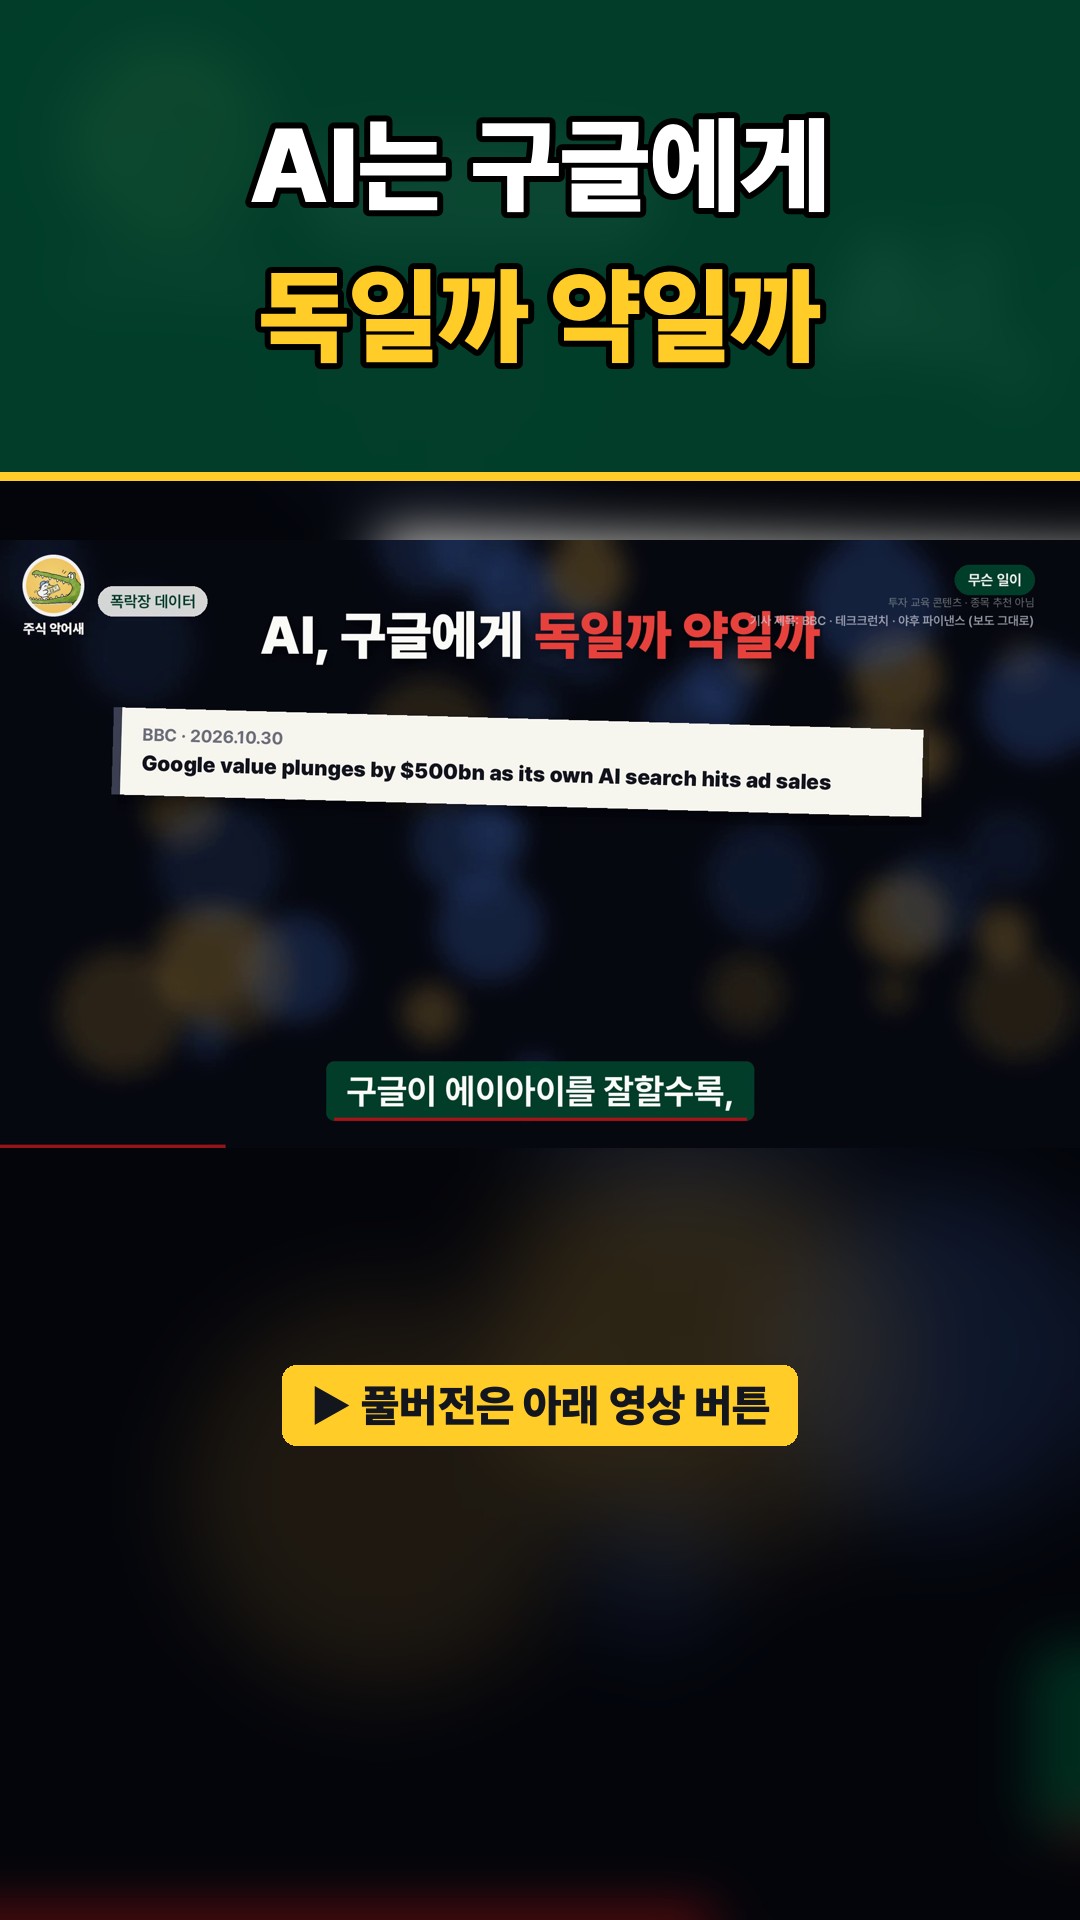 AI는 구글에게
독일까 약일까
주식 악어새
폭락장 데이터
무슨 일이
투자 교육 콘텐츠 · 종목 추천 아님
기사 제목: BBC · 테크크런치 · 야후 파이낸스 (보도 그대로)
AI, 구글에게 독일까 약일까
BBC · 2026.10.30
Google value plunges by $500bn as its own AI search hits ad sales
구글이 에이아이를 잘할수록,
▶ 풀버전은 아래 영상 버튼